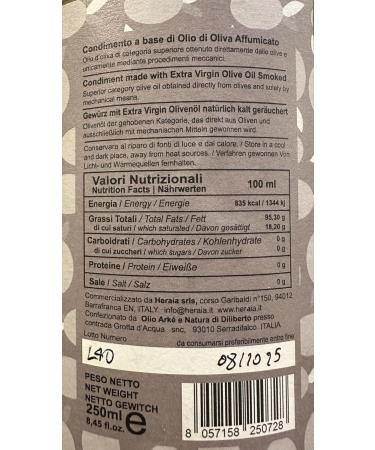 Condimento a base di Olio di Oliva Affumicato
Olio d'oliva di categoria superiore ottenuto direttamente dalle olive e
unicamente mediante procedimenti meccanici.
Condiment made with Extra Virgin Olive Oil Smoked
Superior category olive oil obtained directly from olives and solely by
mechanical means.
Gewürz mit Extra Virgin Olivenöl natürlich kalt geräuchert
Olivenöl der gehobenen Kategorie, das direkt aus Oliven und
ausschließlich mit mechanischen Mitteln gewonnen wird.
Conservare al riparo di fonti di luce e dal calore. / Store in a cool
and dark place, away from heat sources. / Verfahren gewonnen Von
Licht- und Wärmequellen fernhalten.
Valori Nutrizionali
Nutrition Facts | Nährwerten
100 ml
Energia / Energy / Energie 835 kcal / 1344 kj
Grassi Totali / Total Fats / Fett 95,30 g
di cui saturi / which saturated / Davon gesättigt 18,20 g
Carboidrati / Carbohydrates / Kohlenhydrate 0 g
di cui zuccheri / which sugars / Davon zucker 0 g
Proteine / Protein / Eiweiße 0 g
Sale / Salt / Salz 0 g
Commercializzato da Heraia srls, corso Garibaldi n°150, 94012
Barrafranca EN, ITALY. info@heraia.it www.heraia.it
Confezionato da Olio Arkè e Natura di Diliberto presso
contrada Grotta d'Acqua snc, 93010 Serradifalco ITALIA.
Lotto Numero da consumarsi preferibilmente entro fine
L40 08/1025
PESO NETTO
NET WEIGHT
NETTO GEWITCH
250ml e
8,45 fl.oz.
8 057158 250728